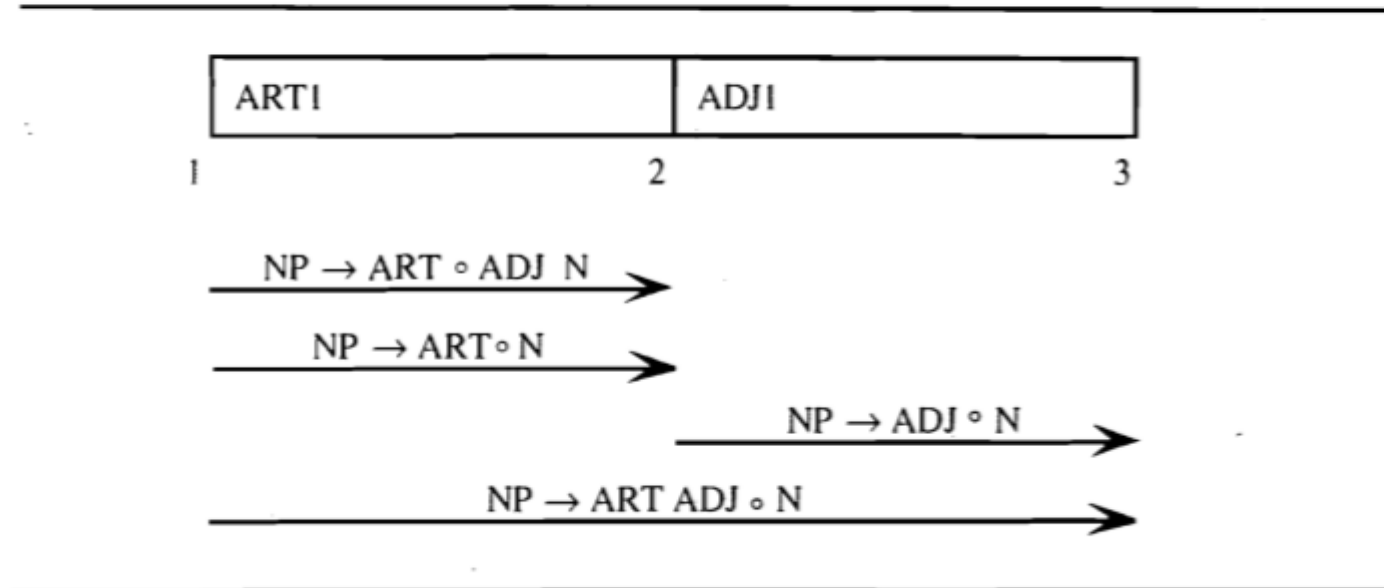 ART1 ADJ1
1 2 3
NP → ART ∘ ADJ N
NP → ART ∘ N
NP → ADJ ∘ N
NP → ART ADJ ∘ N